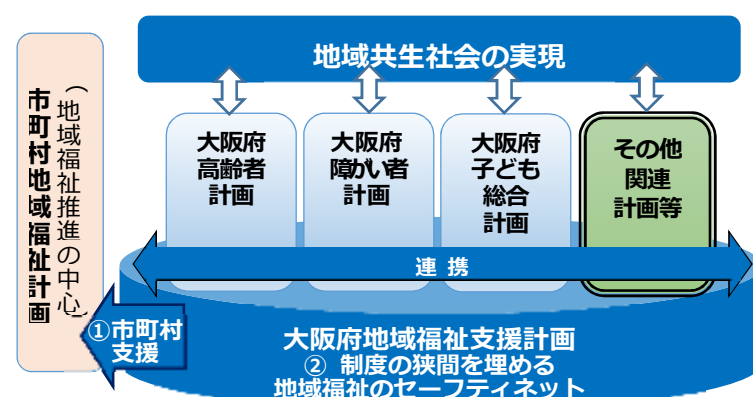 地域共生社会の実現
市町村地域福祉計画
（地域福祉推進の中心）
大阪府
高齢者
計画
大阪府
障がい者
計画
大阪府
子ども
総合
計画
その他
関連
計画等
連 携
①市町村
支援
大阪府地域福祉支援計画
② 制度の狭間を埋める
地域福祉のセーフティネット